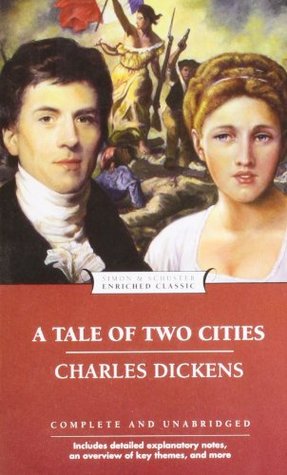 SIMON & SCHUSTER
ENRICHED CLASSIC
A TALE OF TWO CITIES
CHARLES DICKENS
COMPLETE AND UNABRIDGED
Includes detailed explanatory notes,
an overview of key themes, and more